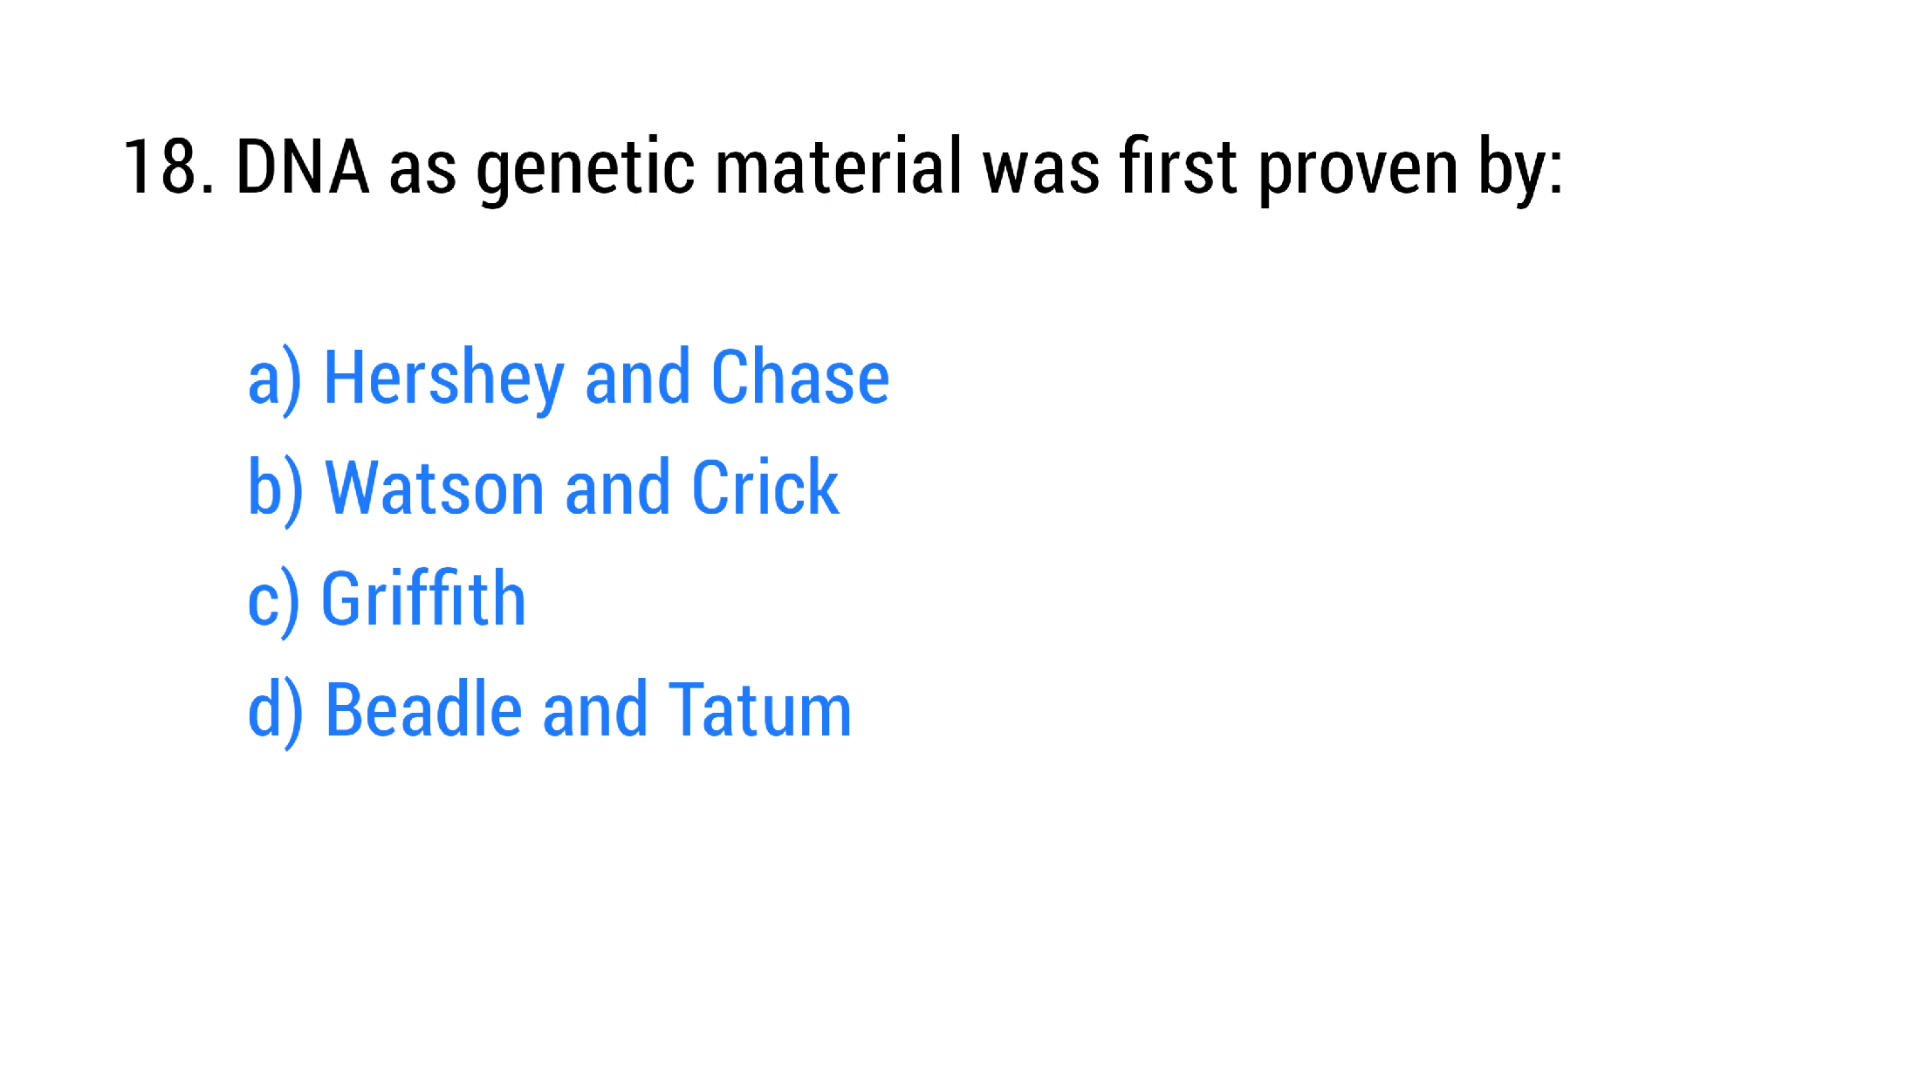 18. DNA as genetic material was first proven by:
a) Hershey and Chase
b) Watson and Crick
c) Griffith
d) Beadle and Tatum